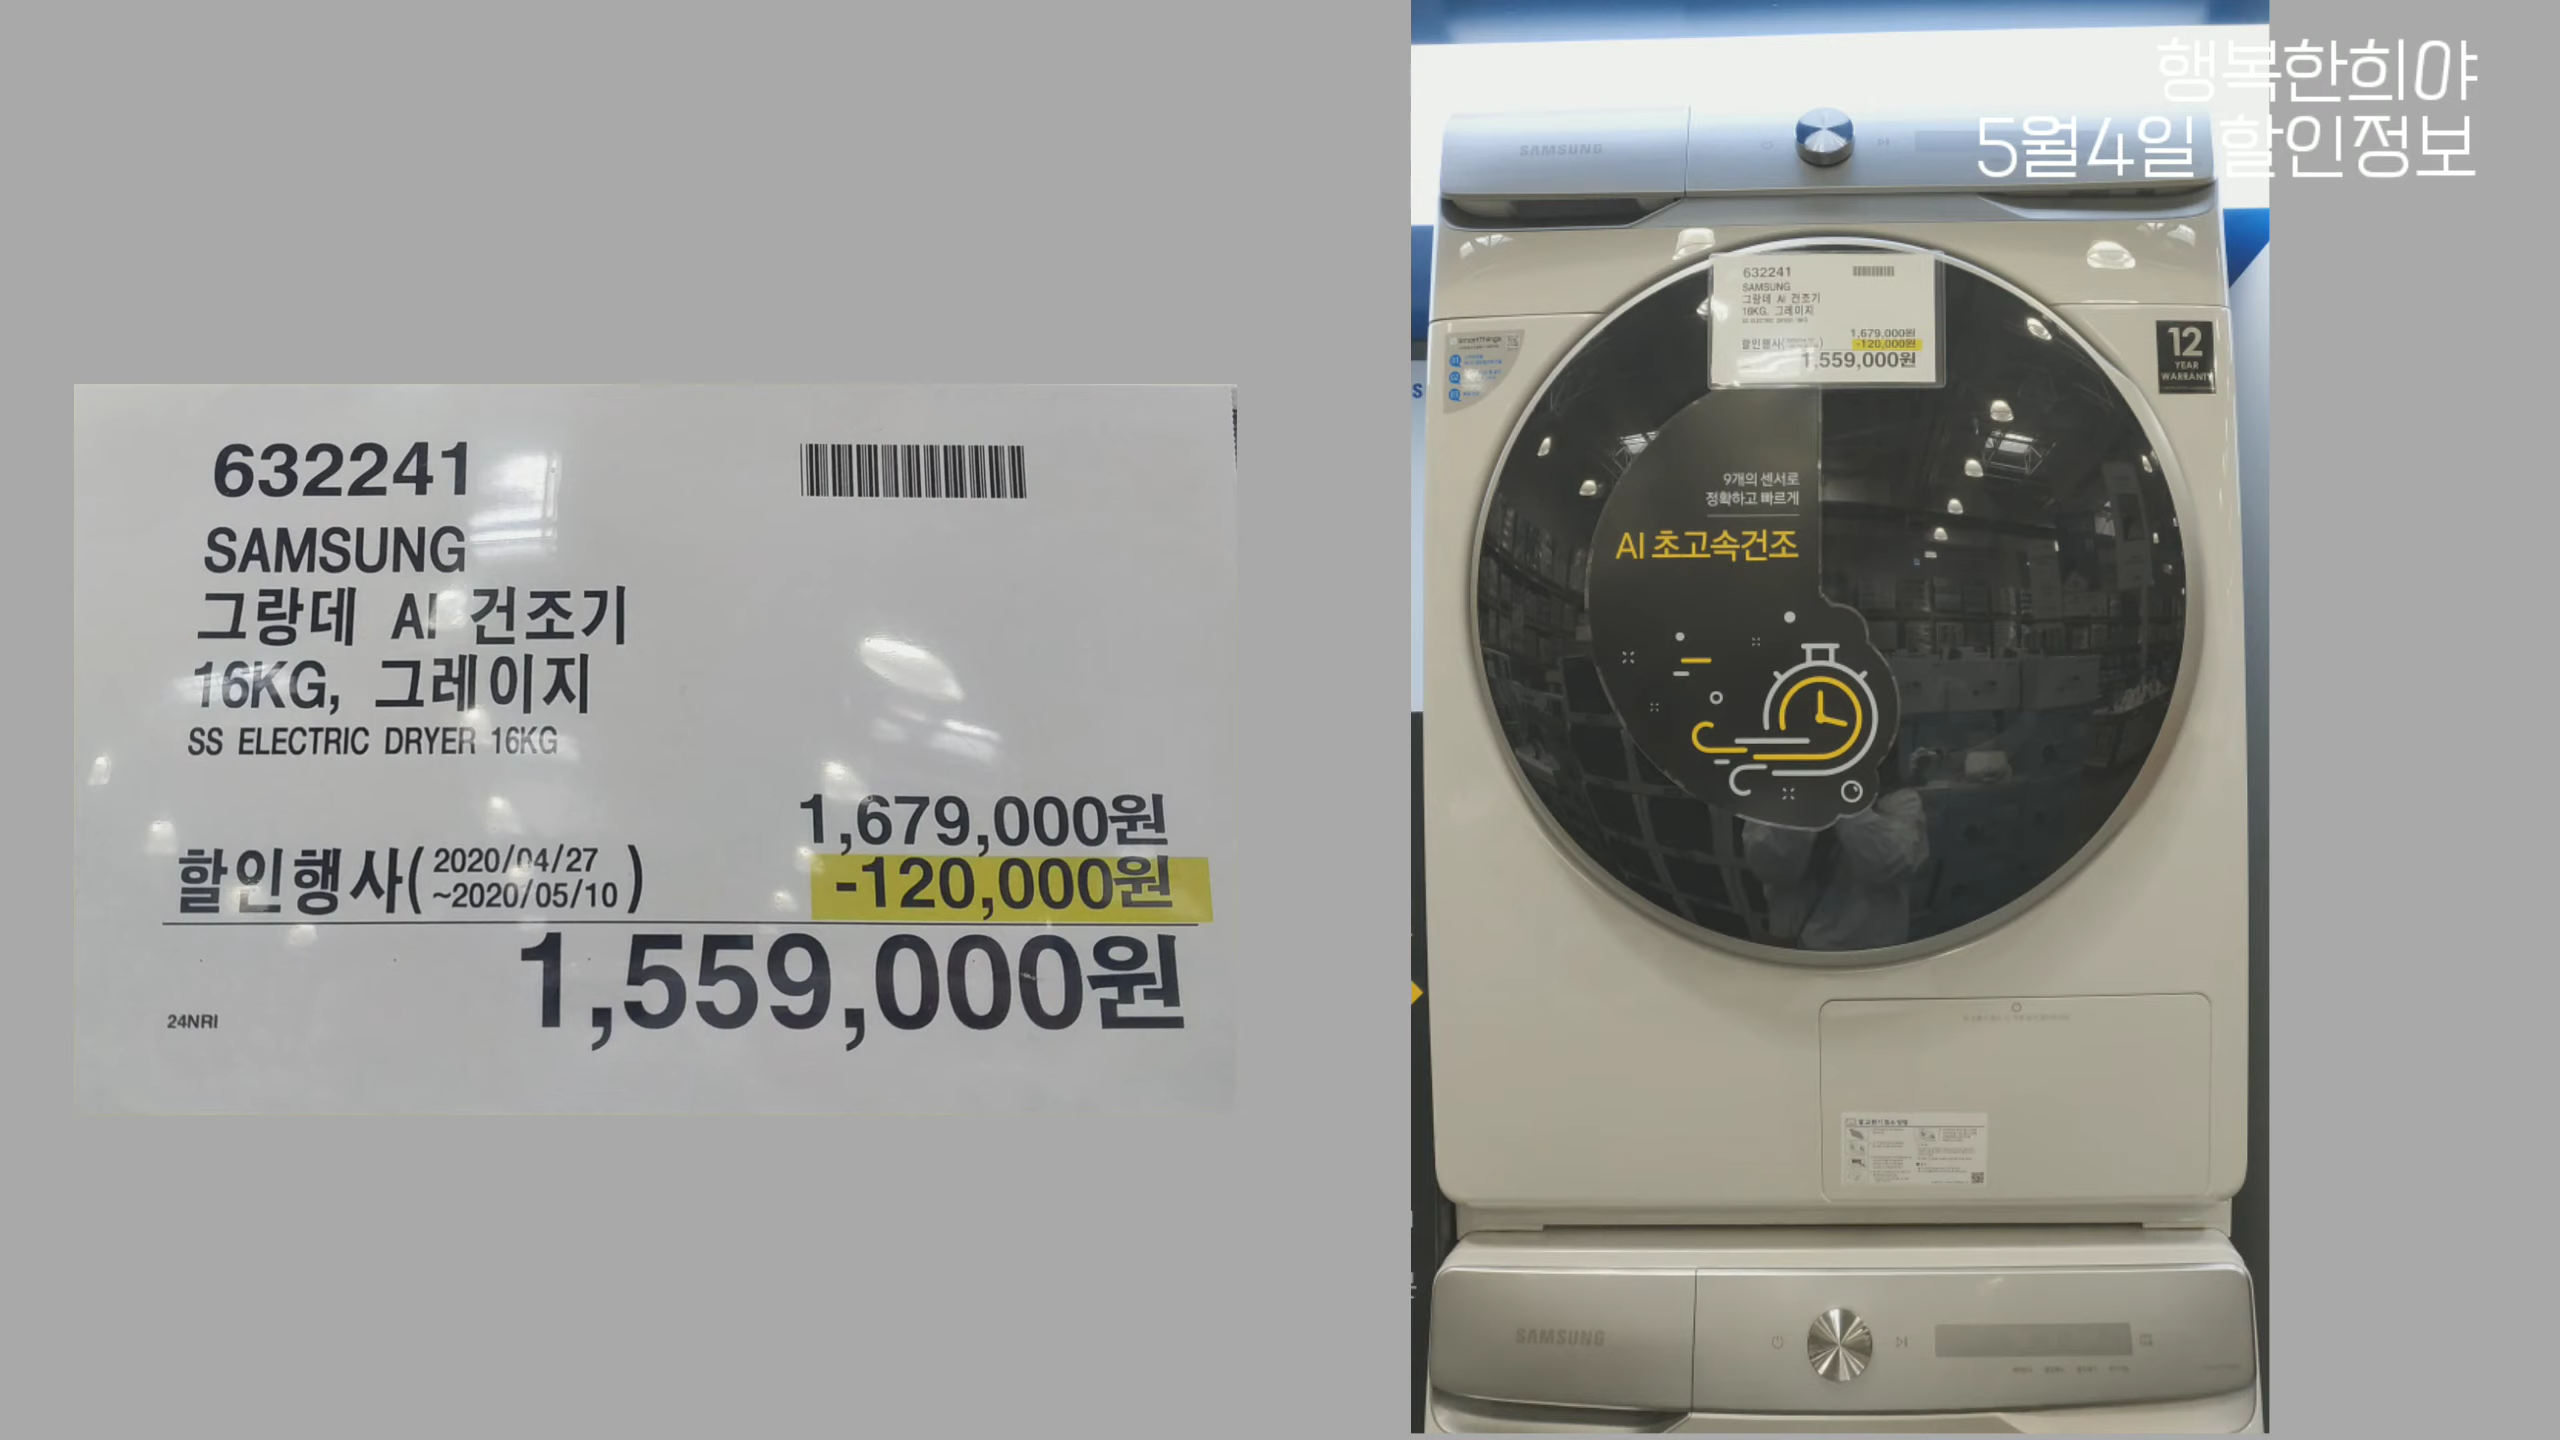 행복한희야
5월4일 할인정보
632241
SAMSUNG
그랑데 AI 건조기
16KG, 그레이지
SS ELECTRIC DRYER 16KG
1,679,000원
할인행사( 2020/04/27
~2020/05/10 )
-120,000원
1,559,000원
24NRI
SAMSUNG
632241
SAMSUNG
그랑데 AI 건조기
16KG, 그레이지
SS ELECTRIC DRYER 16KG
1,679,000원
할인행사
-120,000원
1,559,000원
SmartThings
12
YEAR
WARRANTY
9개의 센서로
정확하고 빠르게
AI 초고속건조
SAMSUNG